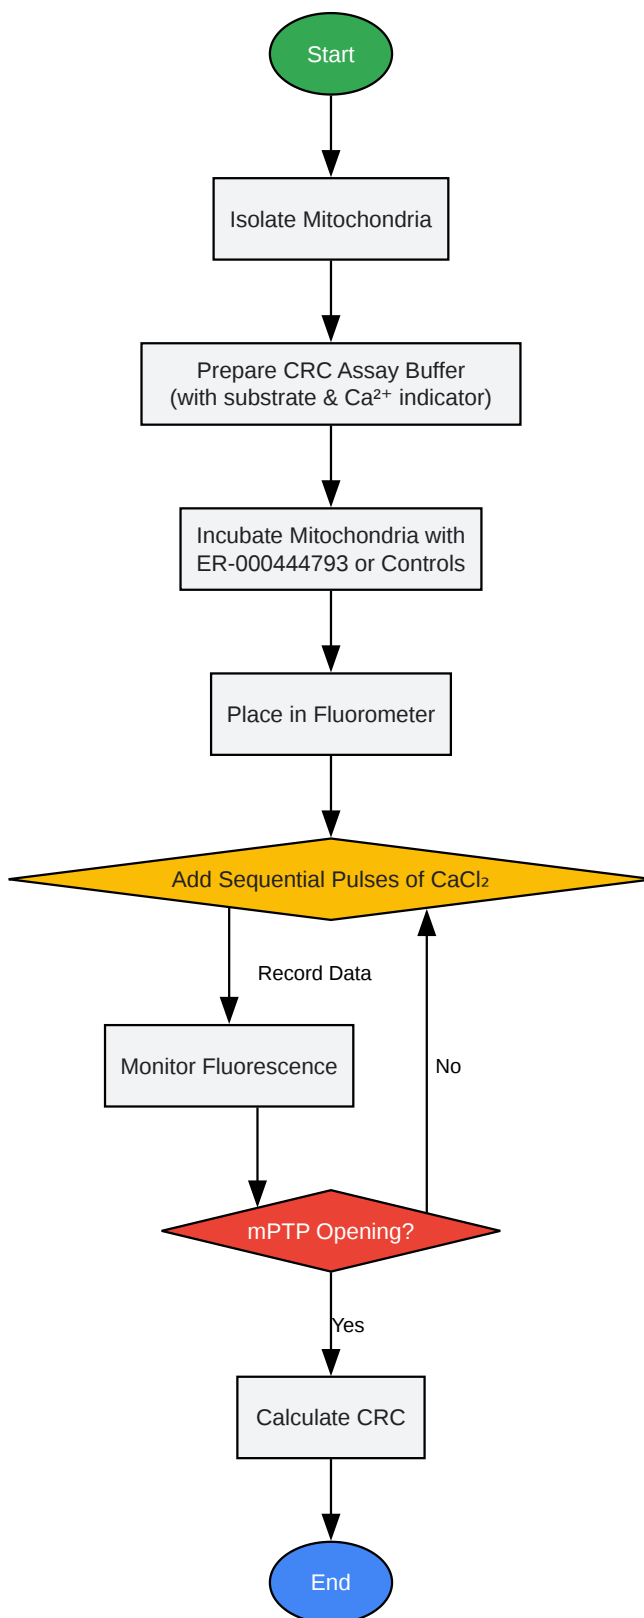 Start
Isolate Mitochondria
Prepare CRC Assay Buffer
(with substrate & Ca²⁺ indicator)
Incubate Mitochondria with
ER-000444793 or Controls
Place in Fluorometer
Add Sequential Pulses of CaCl₂
Record Data
Monitor Fluorescence
No
mPTP Opening?
Yes
Calculate CRC
End